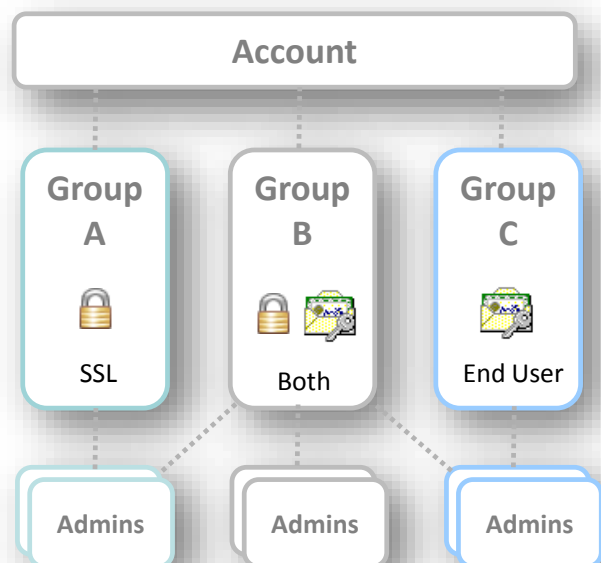 Account
Group
A
SSL
Group
B
Both
Group
C
End User
Admins
Admins
Admins